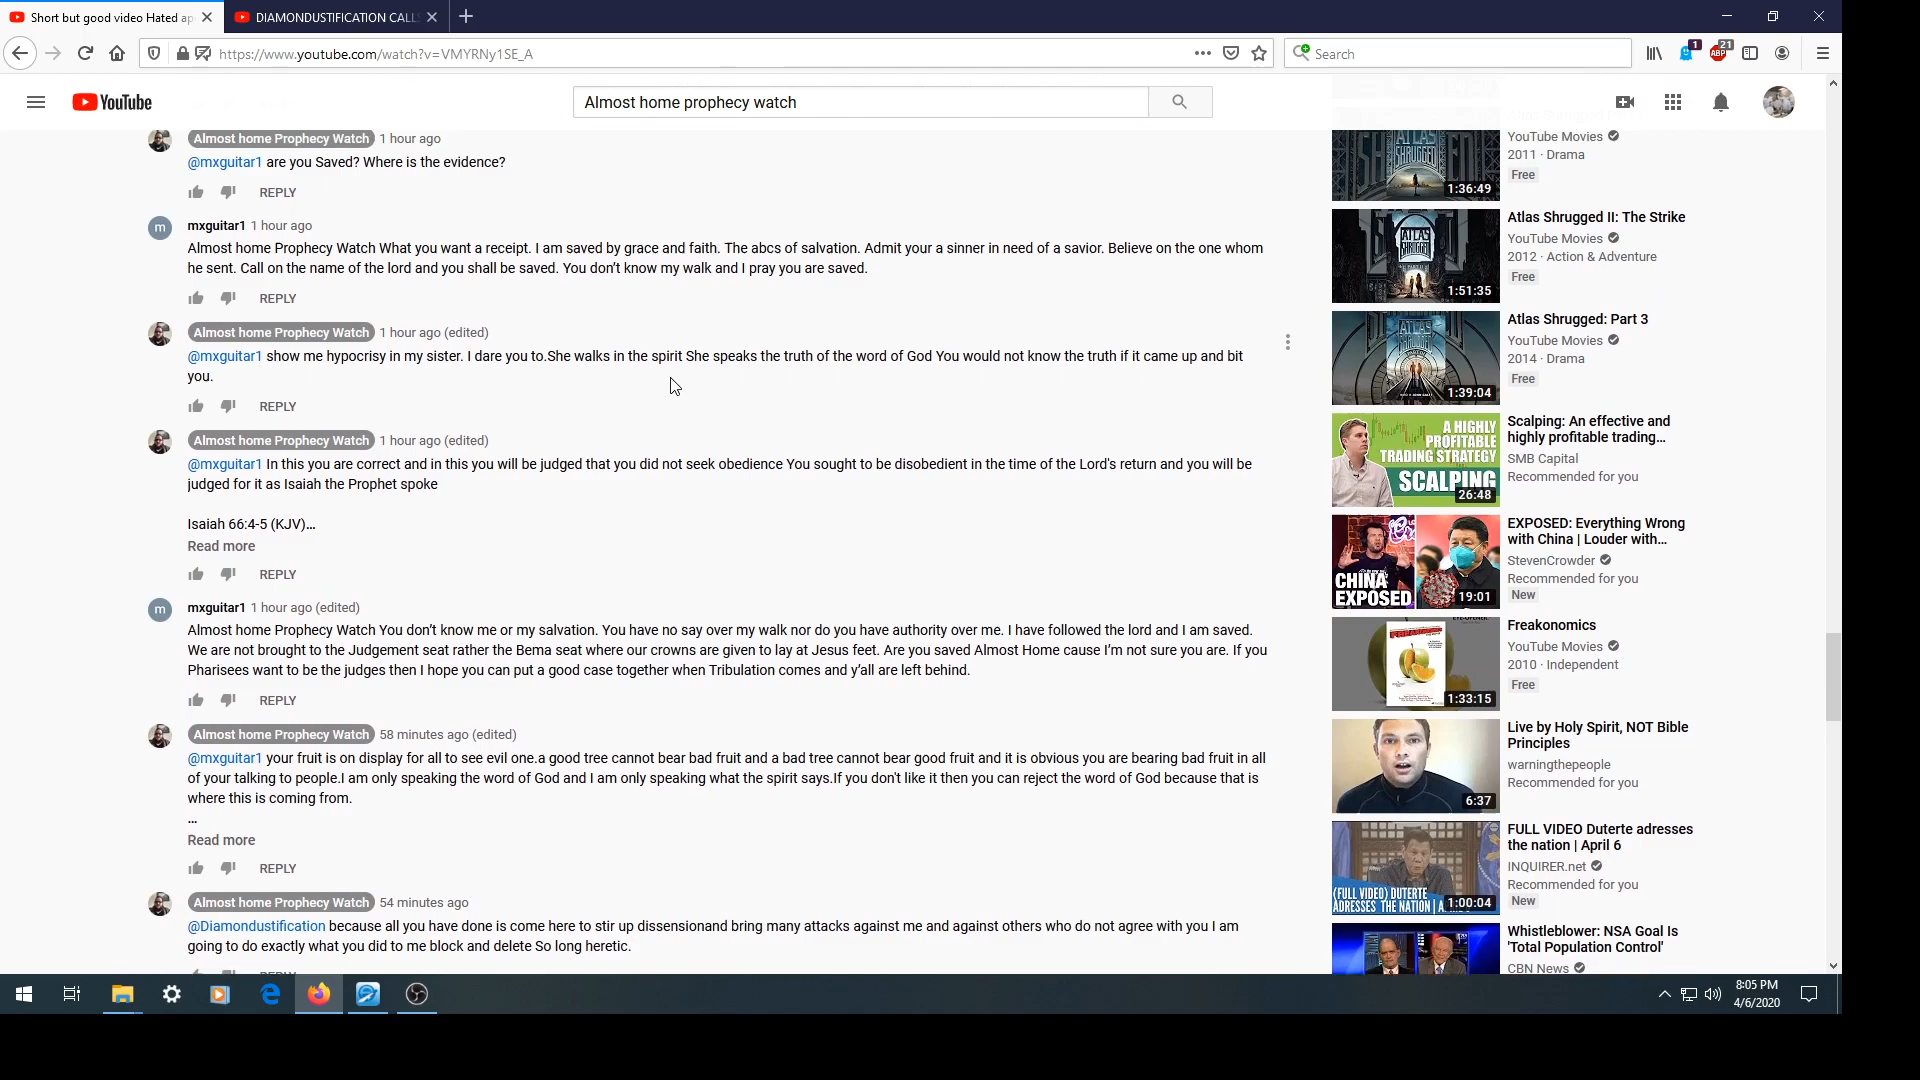 Short but good video Hated ap
DIAMONDUSTIFICATION CALL
https://www.youtube.com/watch?v=VMYRNy1SE_A
Search
1
21
ABP
YouTube
Almost home prophecy watch
Almost home Prophecy Watch 1 hour ago
@mxguitar1 are you Saved? Where is the evidence?
REPLY
m
mxguitar1 1 hour ago
Almost home Prophecy Watch What you want a receipt. I am saved by grace and faith. The abcs of salvation. Admit your a sinner in need of a savior. Believe on the one whom
he sent. Call on the name of the lord and you shall be saved. You don't know my walk and I pray you are saved.
REPLY
Almost home Prophecy Watch 1 hour ago (edited)
@mxguitar1 show me hypocrisy in my sister. I dare you to.She walks in the spirit She speaks the truth of the word of God You would not know the truth if it came up and bit
you.
REPLY
Almost home Prophecy Watch 1 hour ago (edited)
@mxguitar1 In this you are correct and in this you will be judged that you did not seek obedience You sought to be disobedient in the time of the Lord's return and you will be
judged for it as Isaiah the Prophet spoke
Isaiah 66:4-5 (KJV)...
Read more
REPLY
m
mxguitar1 1 hour ago (edited)
Almost home Prophecy Watch You don't know me or my salvation. You have no say over my walk nor do you have authority over me. I have followed the lord and I am saved.
We are not brought to the Judgement seat rather the Bema seat where our crowns are given to lay at Jesus feet. Are you saved Almost Home cause I'm not sure you are. If you
Pharisees want to be the judges then I hope you can put a good case together when Tribulation comes and y'all are left behind.
REPLY
Almost home Prophecy Watch 58 minutes ago (edited)
@mxguitar1 your fruit is on display for all to see evil one.a good tree cannot bear bad fruit and a bad tree cannot bear good fruit and it is obvious you are bearing bad fruit in all
of your talking to people.I am only speaking the word of God and I am only speaking what the spirit says.If you don't like it then you can reject the word of God because that is
where this is coming from.
...
Read more
REPLY
Almost home Prophecy Watch 54 minutes ago
@Diamondustification because all you have done is come here to stir up dissensionand bring many attacks against me and against others who do not agree with you I am
going to do exactly what you did to me block and delete So long heretic.
REPLY
ATLAS
SHRUGGED
1:36:49
YouTube Movies
2011 · Drama
Free
ATLAS
SHRUGGED
1:51:35
Atlas Shrugged II: The Strike
YouTube Movies
2012 · Action & Adventure
Free
ATLAS
SHRUGGED
1:39:04
Atlas Shrugged: Part 3
YouTube Movies
2014 · Drama
Free
A HIGHLY
PROFITABLE
TRADING STRATEGY
SCALPING
26:48
Scalping: An effective and
highly profitable trading...
SMB Capital
Recommended for you
CHINA
EXPOSED
19:01
EXPOSED: Everything Wrong
with China | Louder with...
StevenCrowder
Recommended for you
New
FREAKONOMICS
1:33:15
Freakonomics
YouTube Movies
2010 · Independent
Free
6:37
Live by Holy Spirit, NOT Bible
Principles
warningthepeople
Recommended for you
(FULL VIDEO) DUTERTE
ADRESSES THE NATION | A
1:00:04
FULL VIDEO Duterte adresses
the nation | April 6
INQUIRER.net
Recommended for you
New
Whistleblower: NSA Goal Is
'Total Population Control'
CBN News
8:05 PM
4/6/2020